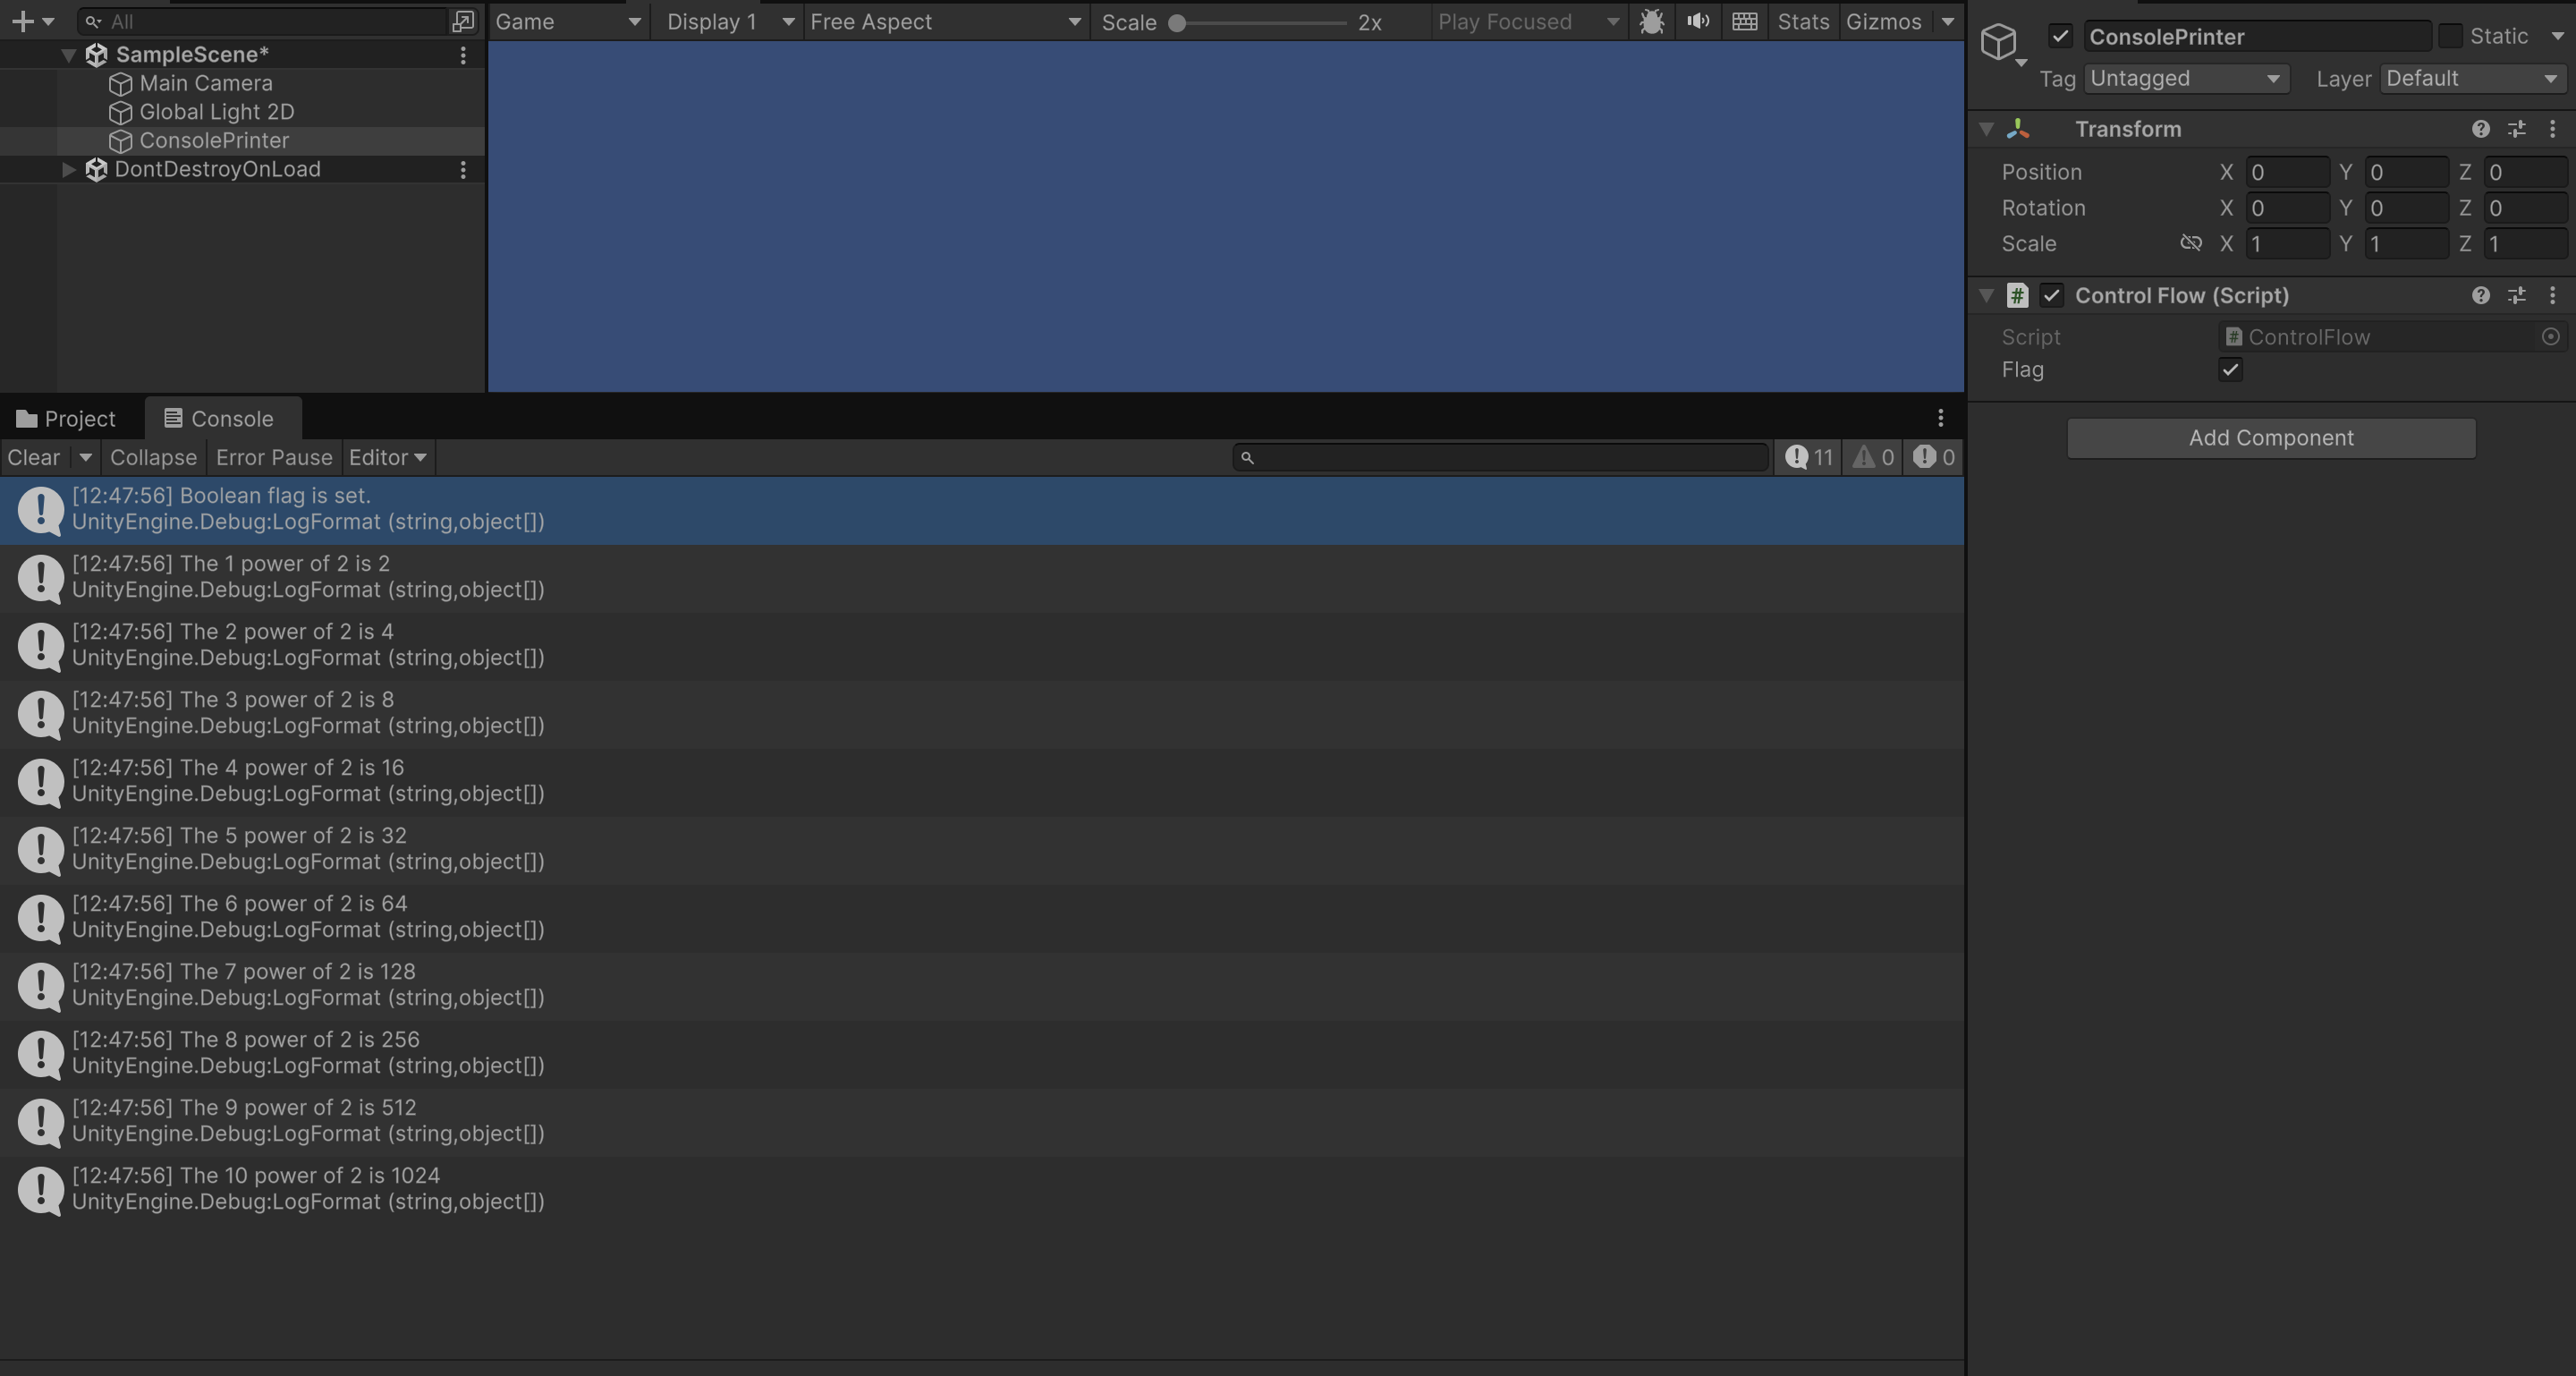 All
SampleScene*
Main Camera
Global Light 2D
ConsolePrinter
DontDestroyOnLoad
Game Display 1 Free Aspect Scale 2x Play Focused Stats Gizmos
ConsolePrinter Static
Tag Untagged Layer Default
Transform
Position X 0 Y 0 Z 0
Rotation X 0 Y 0 Z 0
Scale X 1 Y 1 Z 1
# Control Flow (Script)
Script # ControlFlow
Flag
Add Component
Project Console
Clear Collapse Error Pause Editor 11 0 0
[12:47:56] Boolean flag is set.
UnityEngine.Debug:LogFormat (string,object[])
[12:47:56] The 1 power of 2 is 2
UnityEngine.Debug:LogFormat (string,object[])
[12:47:56] The 2 power of 2 is 4
UnityEngine.Debug:LogFormat (string,object[])
[12:47:56] The 3 power of 2 is 8
UnityEngine.Debug:LogFormat (string,object[])
[12:47:56] The 4 power of 2 is 16
UnityEngine.Debug:LogFormat (string,object[])
[12:47:56] The 5 power of 2 is 32
UnityEngine.Debug:LogFormat (string,object[])
[12:47:56] The 6 power of 2 is 64
UnityEngine.Debug:LogFormat (string,object[])
[12:47:56] The 7 power of 2 is 128
UnityEngine.Debug:LogFormat (string,object[])
[12:47:56] The 8 power of 2 is 256
UnityEngine.Debug:LogFormat (string,object[])
[12:47:56] The 9 power of 2 is 512
UnityEngine.Debug:LogFormat (string,object[])
[12:47:56] The 10 power of 2 is 1024
UnityEngine.Debug:LogFormat (string,object[])